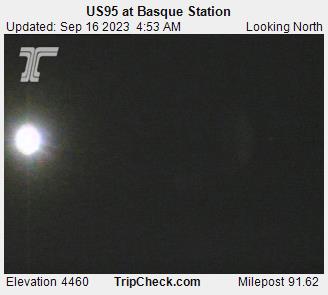 US95 at Basque Station
Updated: Sep 16 2023 4:53 AM Looking North
Elevation 4460 TripCheck.com Milepost 91.62